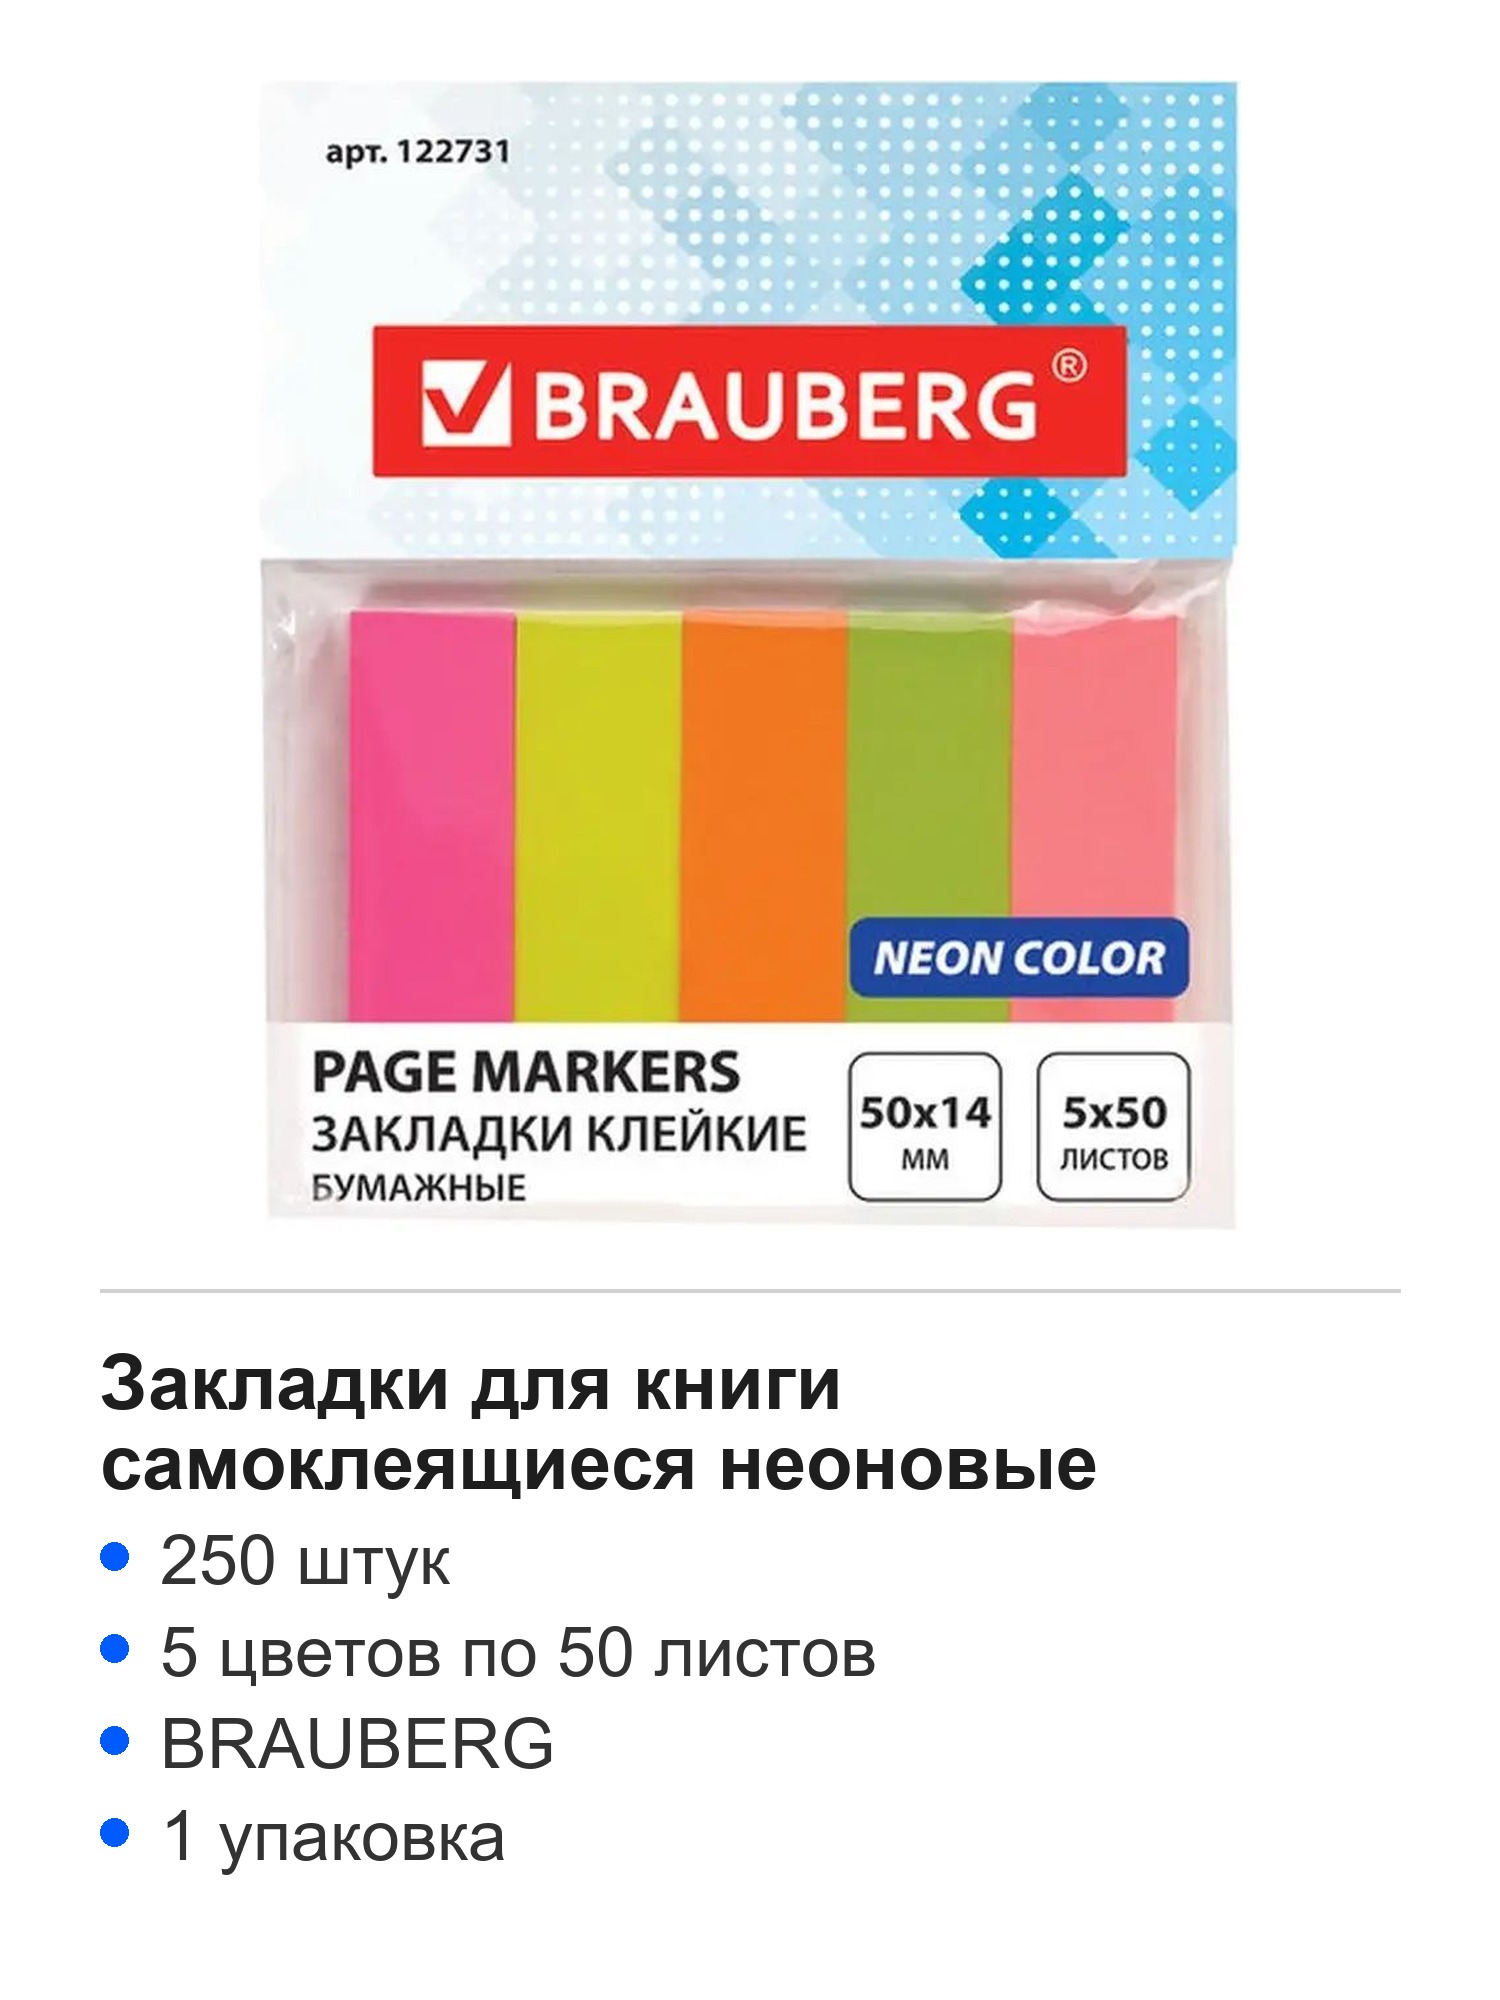 арт. 122731
BRAUBERG®
NEON COLOR
PAGE MARKERS
ЗАКЛАДКИ КЛЕЙКИЕ
БУМАЖНЫЕ
50x14
ММ
5x50
ЛИСТОВ
Закладки для книги
самоклеящиеся неоновые
250 штук
5 цветов по 50 листов
BRAUBERG
1 упаковка